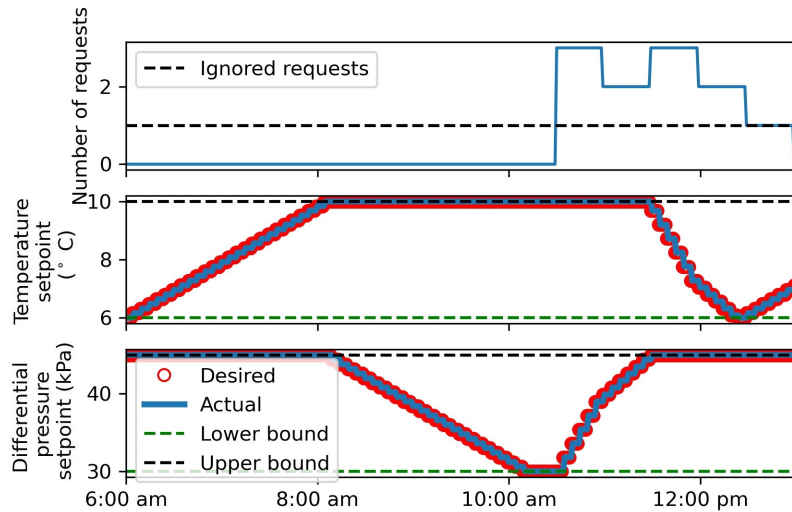 Number of requests
2
0
Ignored requests
Temperature
setpoint
(° C)
10
8
6
Differential
pressure
setpoint (kPa)
40
30
Desired
Actual
Lower bound
Upper bound
6:00 am
8:00 am
10:00 am
12:00 pm